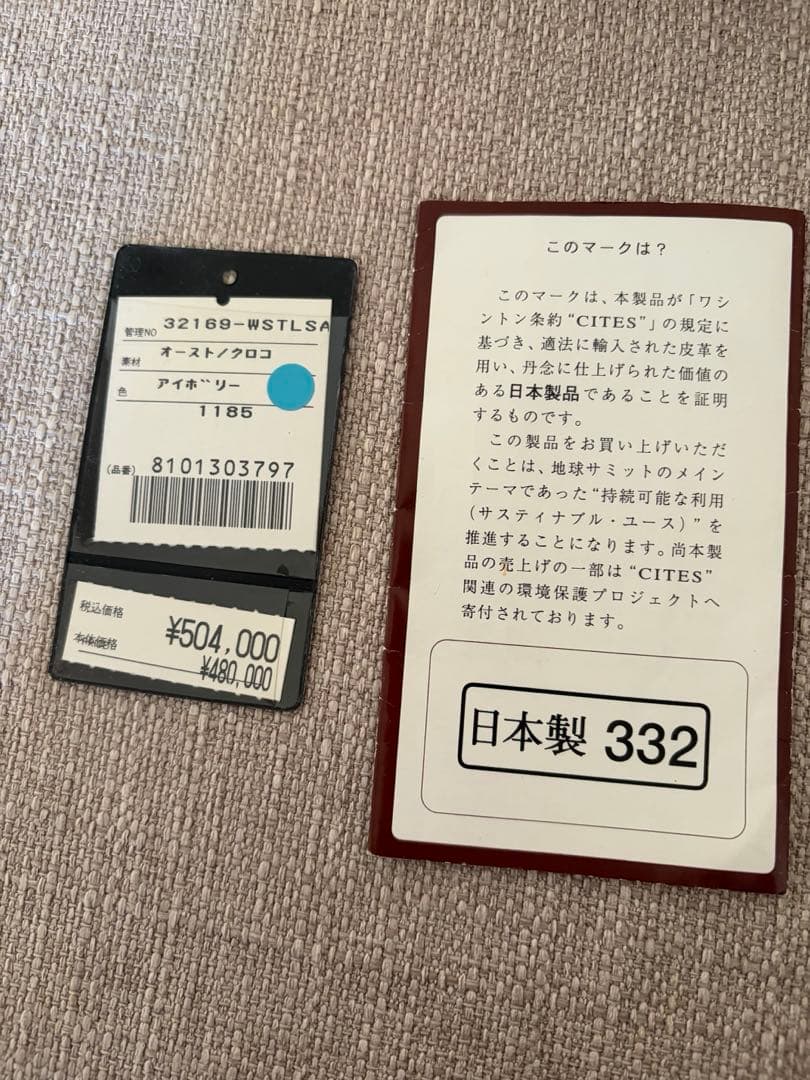 管理NO 32169-WSTLSA
素材 オースト/クロコ
色 アイボリー
1185
(品番) 8101303797
税込価格 ¥504,000
本体価格 ¥480,000
このマークは？
このマークは、本製品が「ワシ
ントン条約“CITES”」の規定に
基づき、適法に輸入された皮革を
用い、丹念に仕上げられた価値の
ある日本製品であることを証明
するものです。
この製品をお買い上げいただ
くことは、地球サミットのメイン
テーマであった“持続可能な利用
（サスティナブル・ユース）”を
推進することになります。尚本製
品の売上げの一部は“CITES”
関連の環境保護プロジェクトへ
寄付されております。
日本製 332